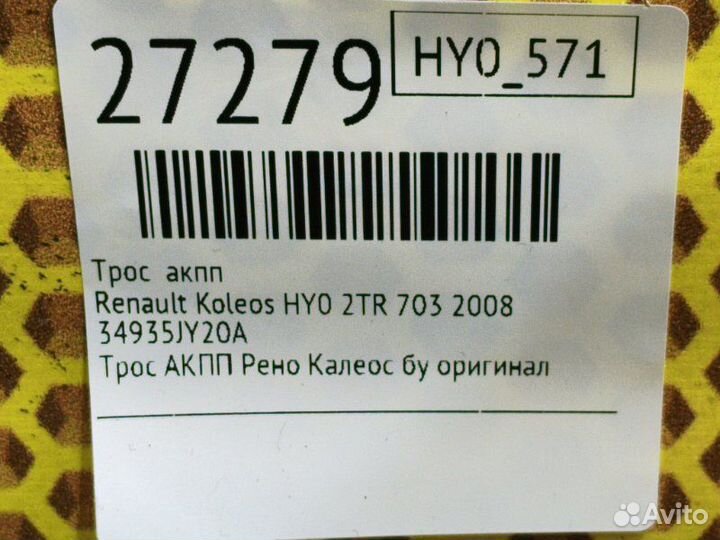 27279
HY0_571
Трос акпп
Renault Koleos HY0 2TR 703 2008
34935JY20A
Трос АКПП Рено Калеос бу оригинал
Avito